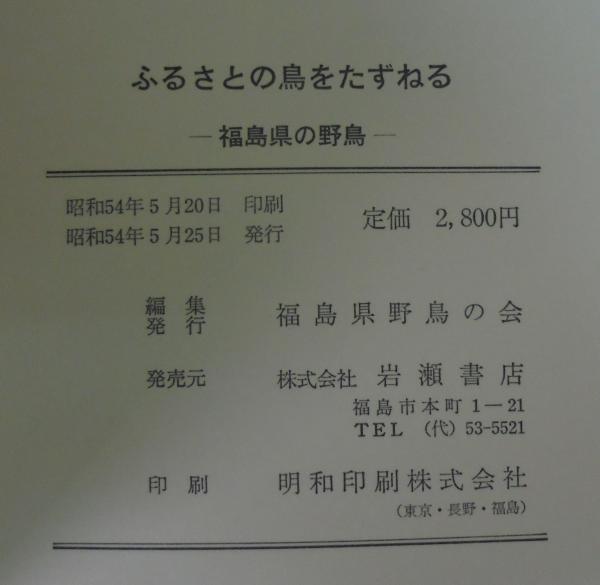 ふるさとの鳥をたずねる
―福島県の野鳥―
昭和54年5月20日 印刷
昭和54年5月25日 発行
定価 2,800円
編集
発行
福島県野鳥の会
発売元 株式会社 岩瀬書店
福島市本町1―21
TEL (代) 53-5521
印刷 明和印刷株式会社
(東京・長野・福島)